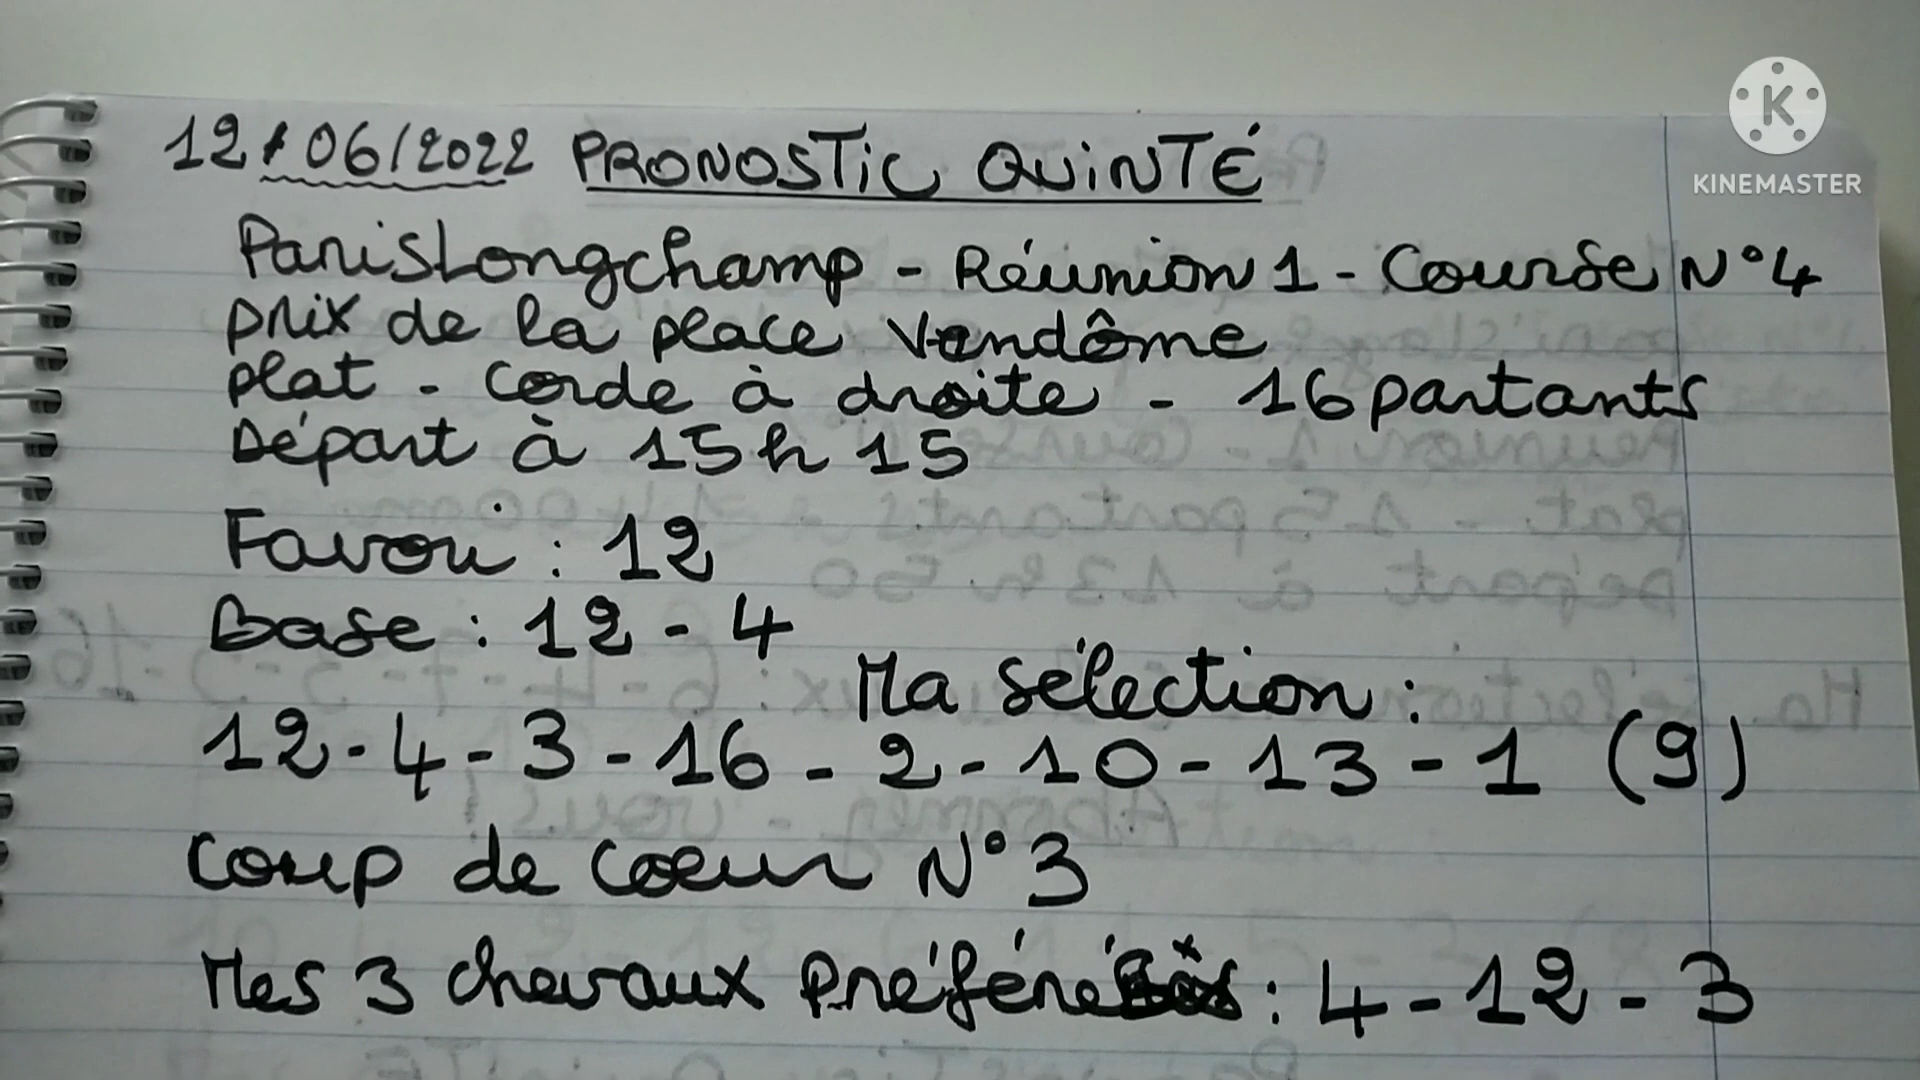 12/06/2022 PRONOSTIC QUINTÉ
KINEMASTER
ParisLongchamp - Réunion 1 - Course N°4
prix de la place Vendôme
plat - Corde à droite - 16 partants
Départ à 15h15
Favori : 12
Base : 12 - 4
Ma sélection :
12 - 4 - 3 - 16 - 2 - 10 - 13 - 1 (9)
Coup de coeur N°3
Mes 3 chevaux préférés : 4 - 12 - 3